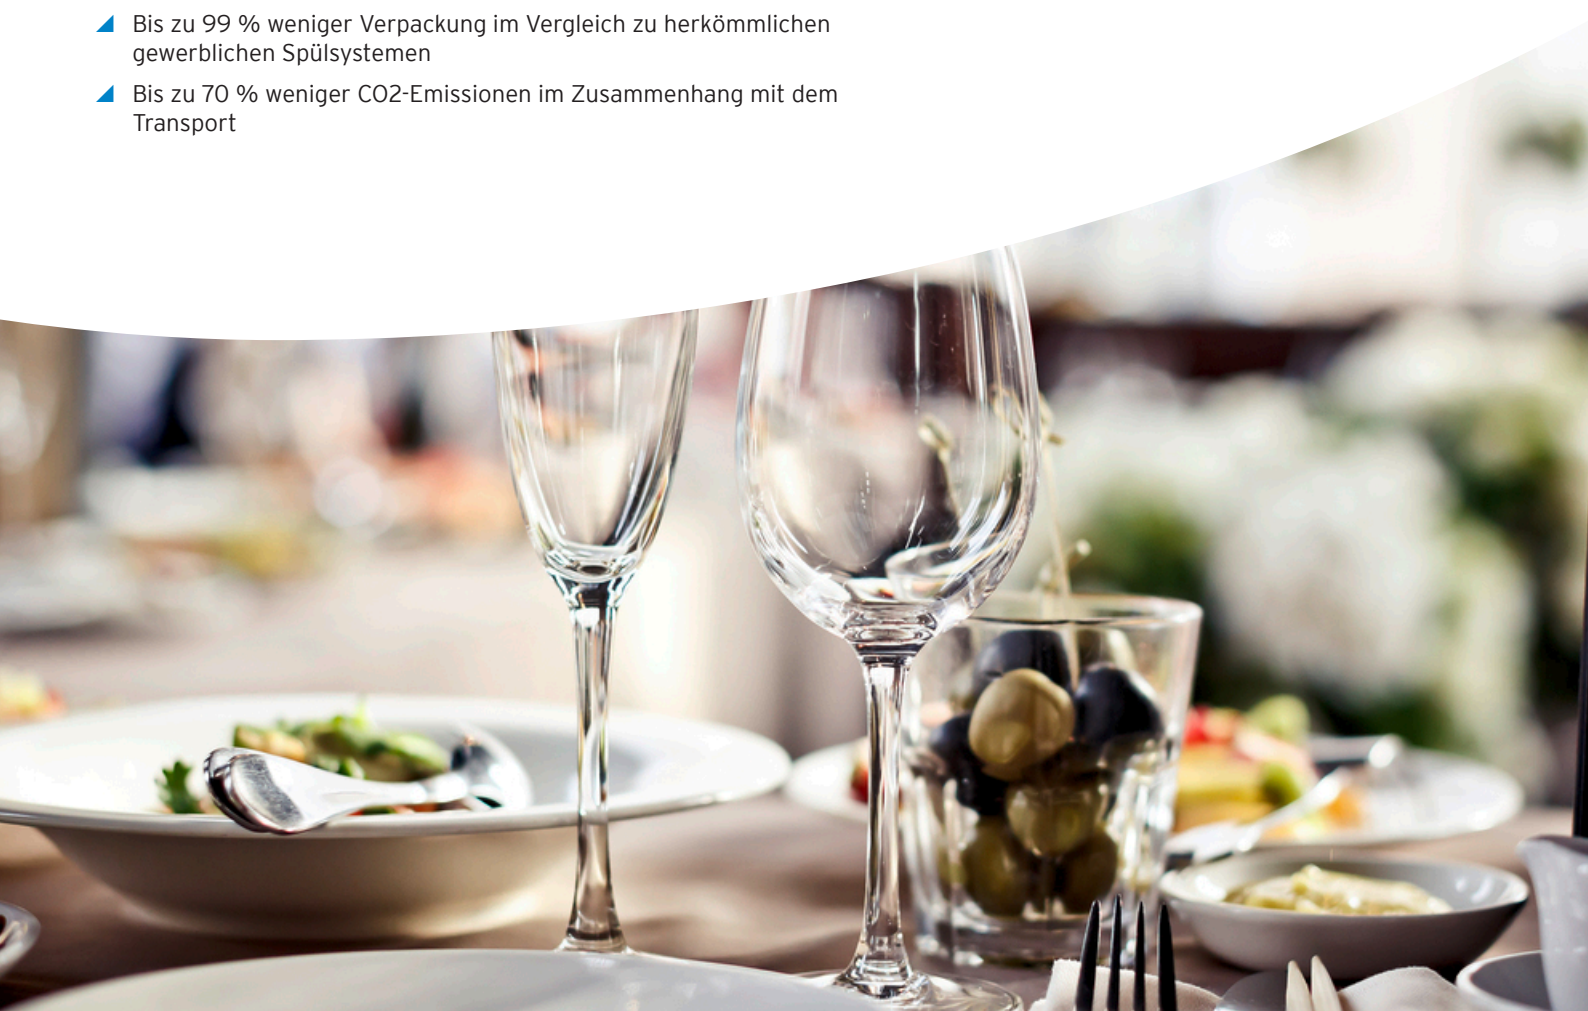 Bis zu 99 % weniger Verpackung im Vergleich zu herkömmlichen
gewerblichen Spülsystemen
Bis zu 70 % weniger CO2-Emissionen im Zusammenhang mit dem
Transport